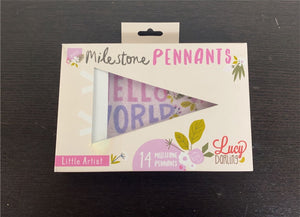 Milestone PENNANTS
HELLO
WORLD
Little Artist
14 MILESTONE
PENNANTS
Lucy
DARLING